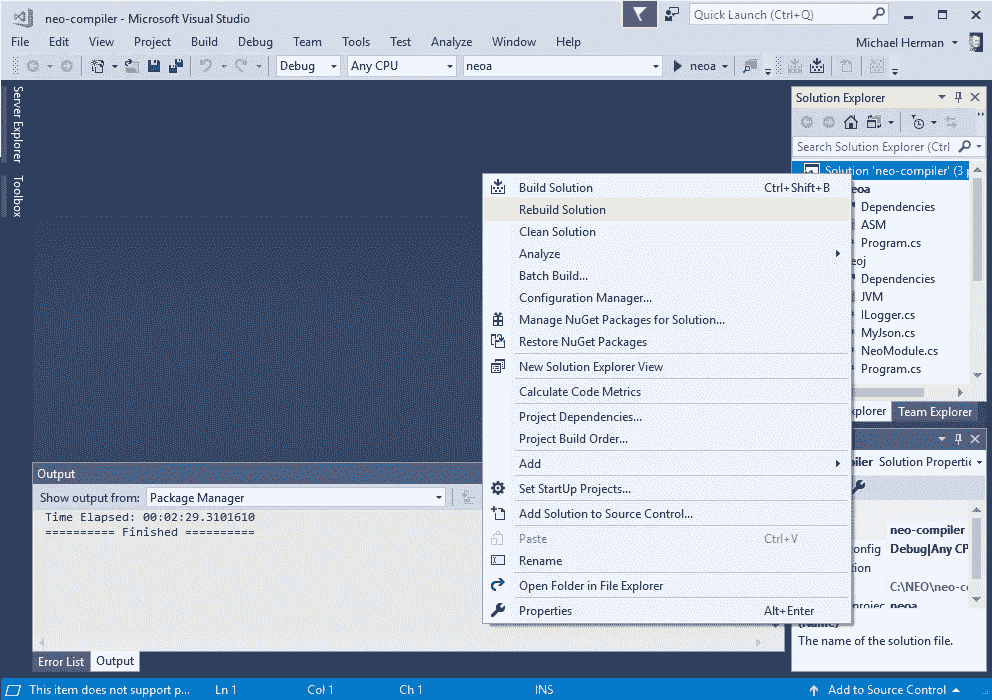 neo-compiler - Microsoft Visual Studio
Quick Launch (Ctrl+Q)
File Edit View Project Build Debug Team Tools Test Analyze Window Help
Michael Herman
Debug Any CPU neoa neoa
Server Explorer
Toolbox
Solution Explorer
Search Solution Explorer (Ctrl
Solution 'neo-compiler' (3 p
eoa
Dependencies
ASM
Program.cs
eoj
Dependencies
JVM
ILogger.cs
MyJson.cs
NeoModule.cs
Program.cs
xplorer Team Explorer
Build Solution Ctrl+Shift+B
Rebuild Solution
Clean Solution
Analyze
Batch Build...
Configuration Manager...
Manage NuGet Packages for Solution...
Restore NuGet Packages
New Solution Explorer View
Calculate Code Metrics
Project Dependencies...
Project Build Order...
Add
Set StartUp Projects...
Add Solution to Source Control...
Paste Ctrl+V
Rename
Open Folder in File Explorer
Properties Alt+Enter
iler Solution Propertie
neo-compiler
onfig Debug|Any CP
tion
C:\NEO\neo-c
projec neoa
(Name)
The name of the solution file.
Output
Show output from: Package Manager
Time Elapsed: 00:02:29.3101610
========== Finished ==========
Error List Output
This item does not support p... Ln 1 Col 1 Ch 1 INS Add to Source Control